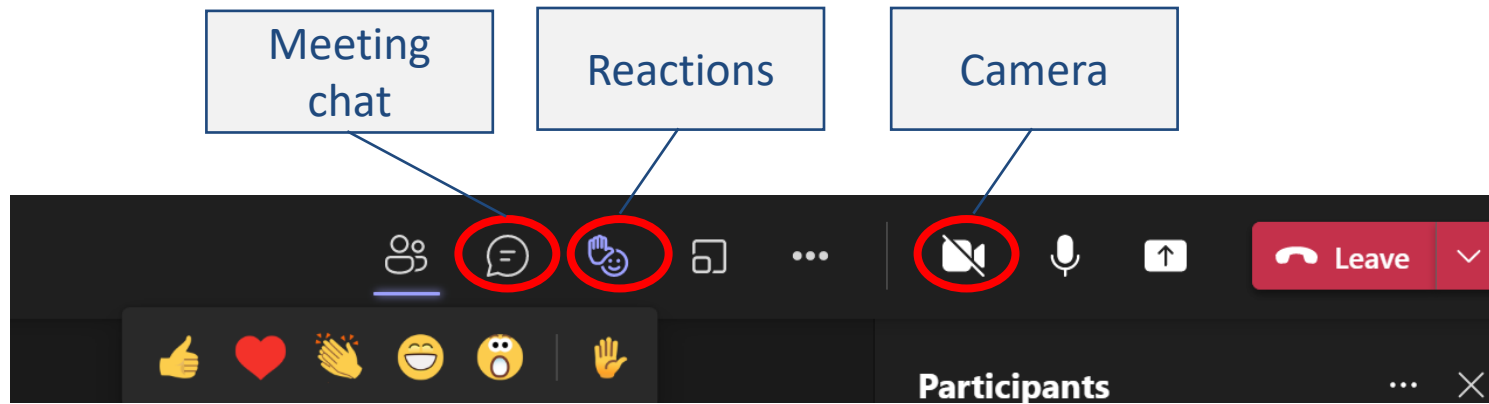 Meeting
chat
Reactions
Camera
Leave
Participants